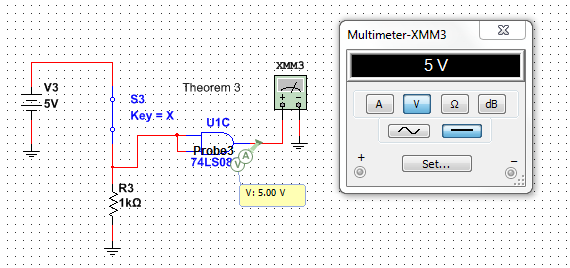 V3
5V
S3
Key = X
Theorem 3
XMM3
U1C
Probe3
74LS08
V A
V: 5.00 V
R3
1kΩ
Multimeter-XMM3
5 V
A V Ω dB
+ Set... -